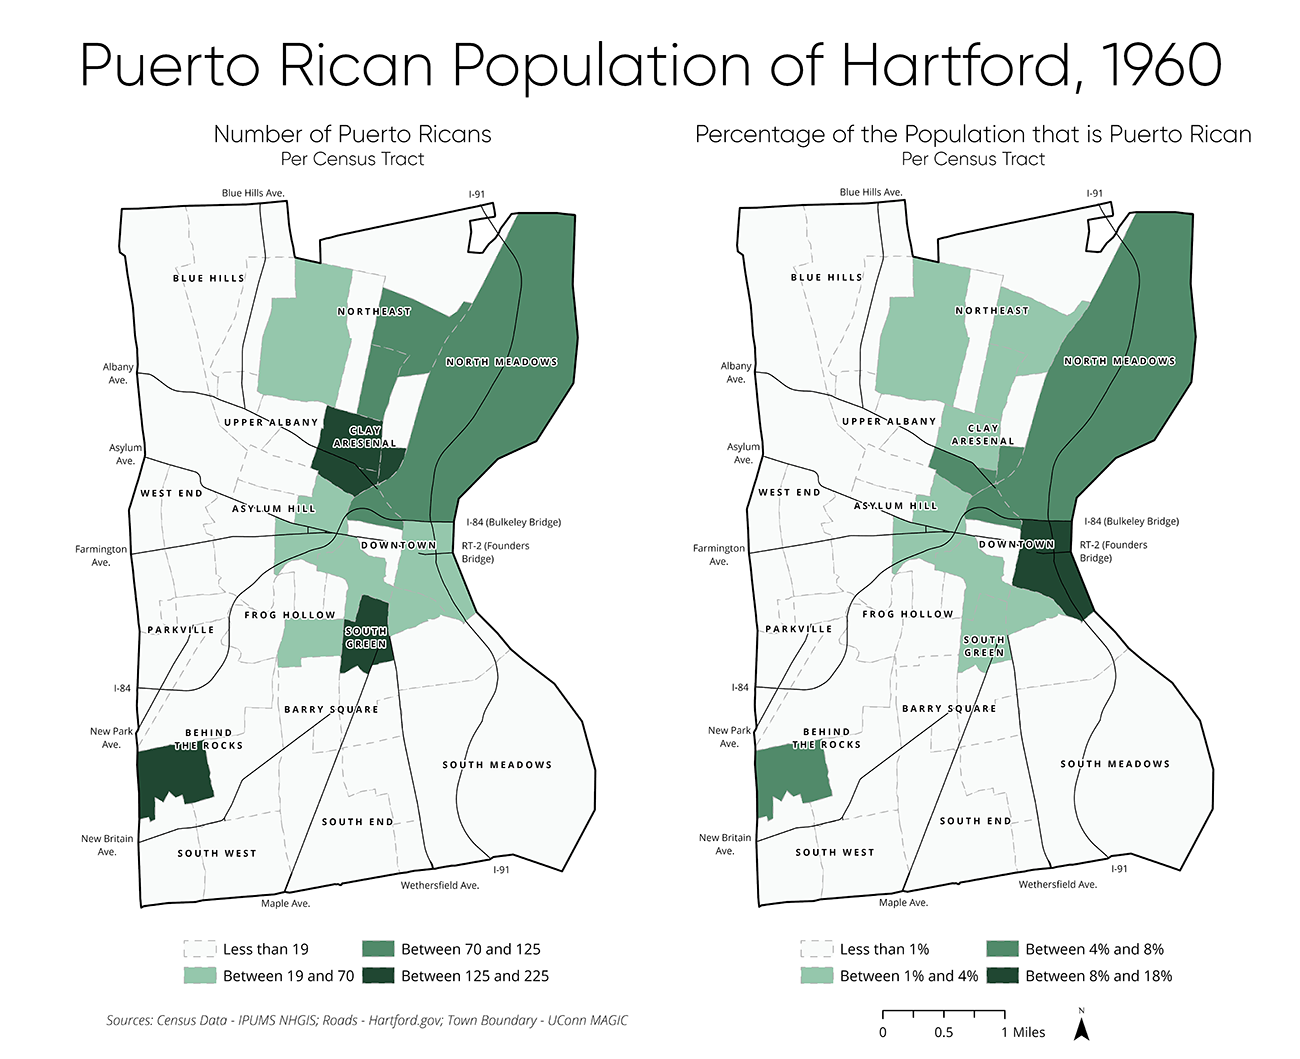 Puerto Rican Population of Hartford, 1960
Number of Puerto Ricans
Per Census Tract
Blue Hills Ave.
I-91
BLUE HILLS
NORTHEAST
NORTH MEADOWS
Albany
Ave.
UPPER ALBANY
CLAY
ARESENAL
Asylum
Ave.
WEST END
ASYLUM HILL
I-84 (Bulkeley Bridge)
DOWNTOWN
RT-2 (Founders
Bridge)
Farmington
Ave.
FROG HOLLOW
PARKVILLE
SOUTH
GREEN
I-84
BARRY SQUARE
New Park
Ave.
BEHIND
THE ROCKS
SOUTH MEADOWS
SOUTH END
New Britain
Ave.
SOUTH WEST
I-91
Wethersfield Ave.
Maple Ave.
Less than 19
Between 19 and 70
Between 70 and 125
Between 125 and 225
Percentage of the Population that is Puerto Rican
Per Census Tract
Blue Hills Ave.
I-91
BLUE HILLS
NORTHEAST
NORTH MEADOWS
Albany
Ave.
UPPER ALBANY
CLAY
ARESENAL
Asylum
Ave.
WEST END
ASYLUM HILL
I-84 (Bulkeley Bridge)
DOWNTOWN
RT-2 (Founders
Bridge)
Farmington
Ave.
FROG HOLLOW
PARKVILLE
SOUTH
GREEN
I-84
BARRY SQUARE
New Park
Ave.
BEHIND
THE ROCKS
SOUTH MEADOWS
SOUTH END
New Britain
Ave.
SOUTH WEST
I-91
Wethersfield Ave.
Maple Ave.
Less than 1%
Between 1% and 4%
Between 4% and 8%
Between 8% and 18%
Sources: Census Data - IPUMS NHGIS; Roads - Hartford.gov; Town Boundary - UConn MAGIC
0 0.5 1 Miles
N